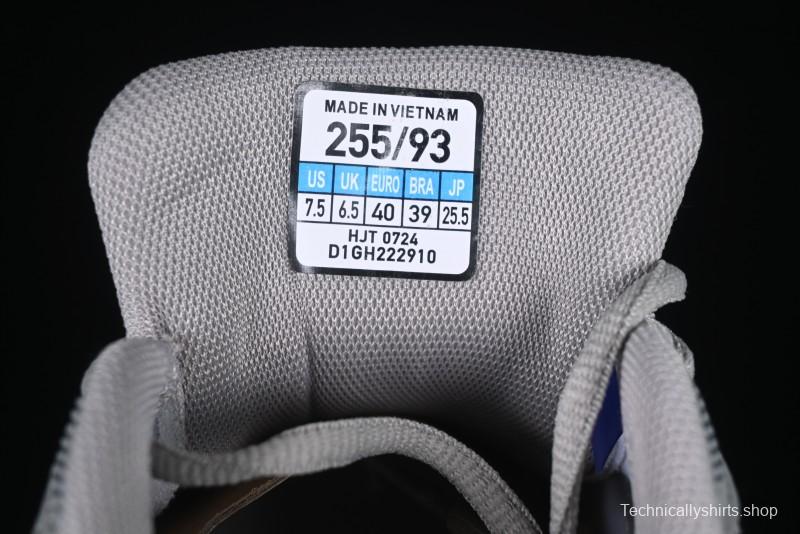 MADE IN VIETNAM
255/93
US UK EURO BRA JP
7.5 6.5 40 39 25.5
HJT 0724
D1GH222910
Technicallyshirts.shop